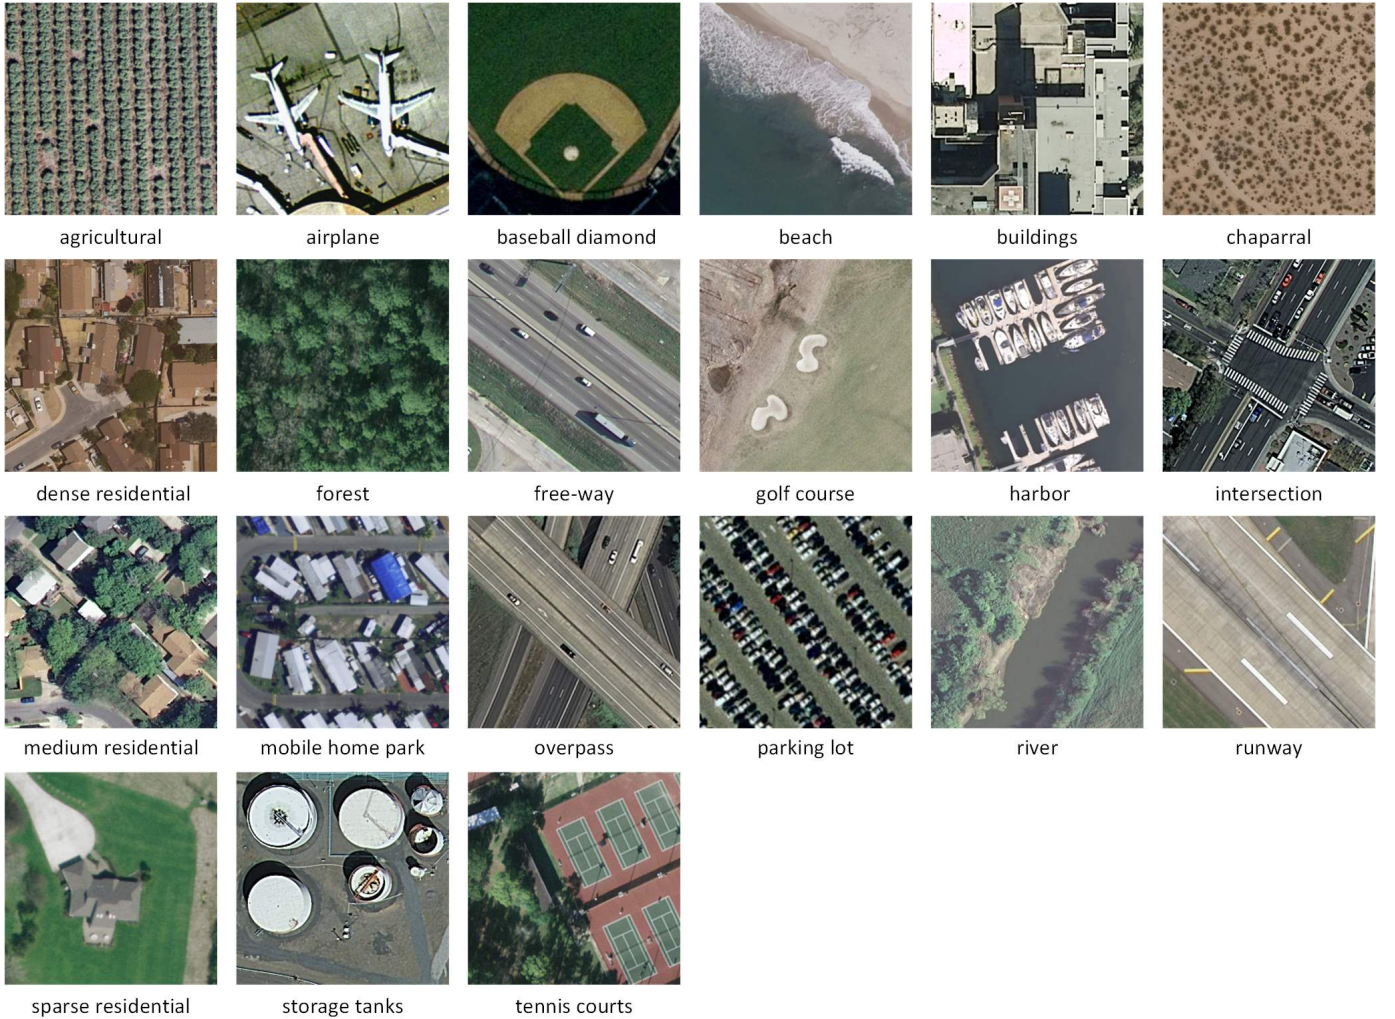 agricultural
airplane
baseball diamond
beach
buildings
chaparral
dense residential
forest
free-way
golf course
harbor
intersection
medium residential
mobile home park
overpass
parking lot
river
runway
sparse residential
storage tanks
tennis courts